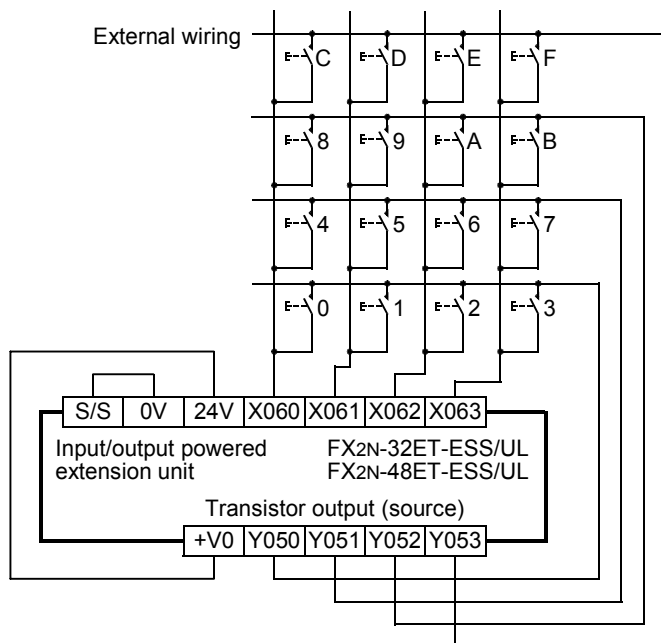 External wiring
C D E F
8 9 A B
4 5 6 7
0 1 2 3
S/S 0V 24V X060 X061 X062 X063
Input/output powered
extension unit
FX2N-32ET-ESS/UL
FX2N-48ET-ESS/UL
Transistor output (source)
+V0 Y050 Y051 Y052 Y053